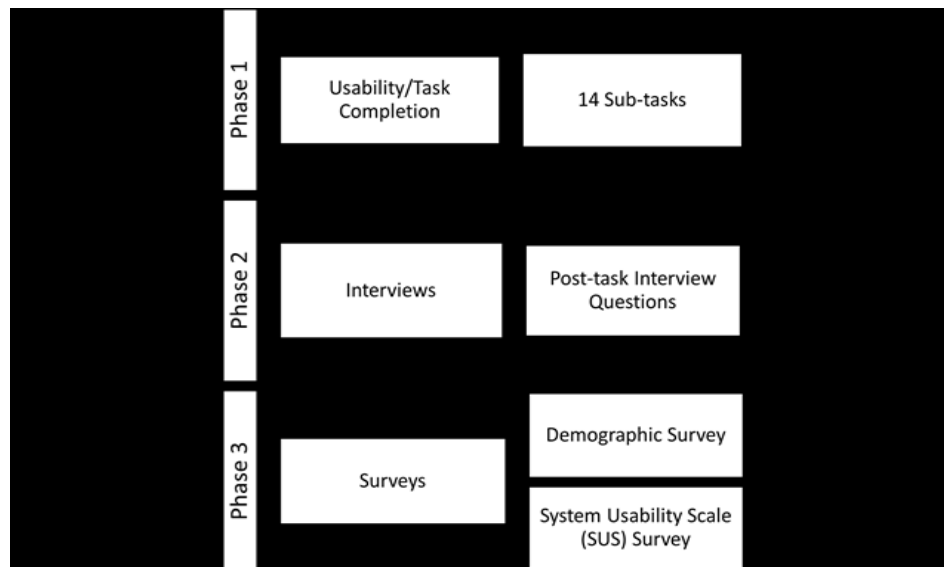 Phase 1
Usability/Task
Completion
14 Sub-tasks
Phase 2
Interviews
Post-task Interview
Questions
Phase 3
Surveys
Demographic Survey
System Usability Scale
(SUS) Survey